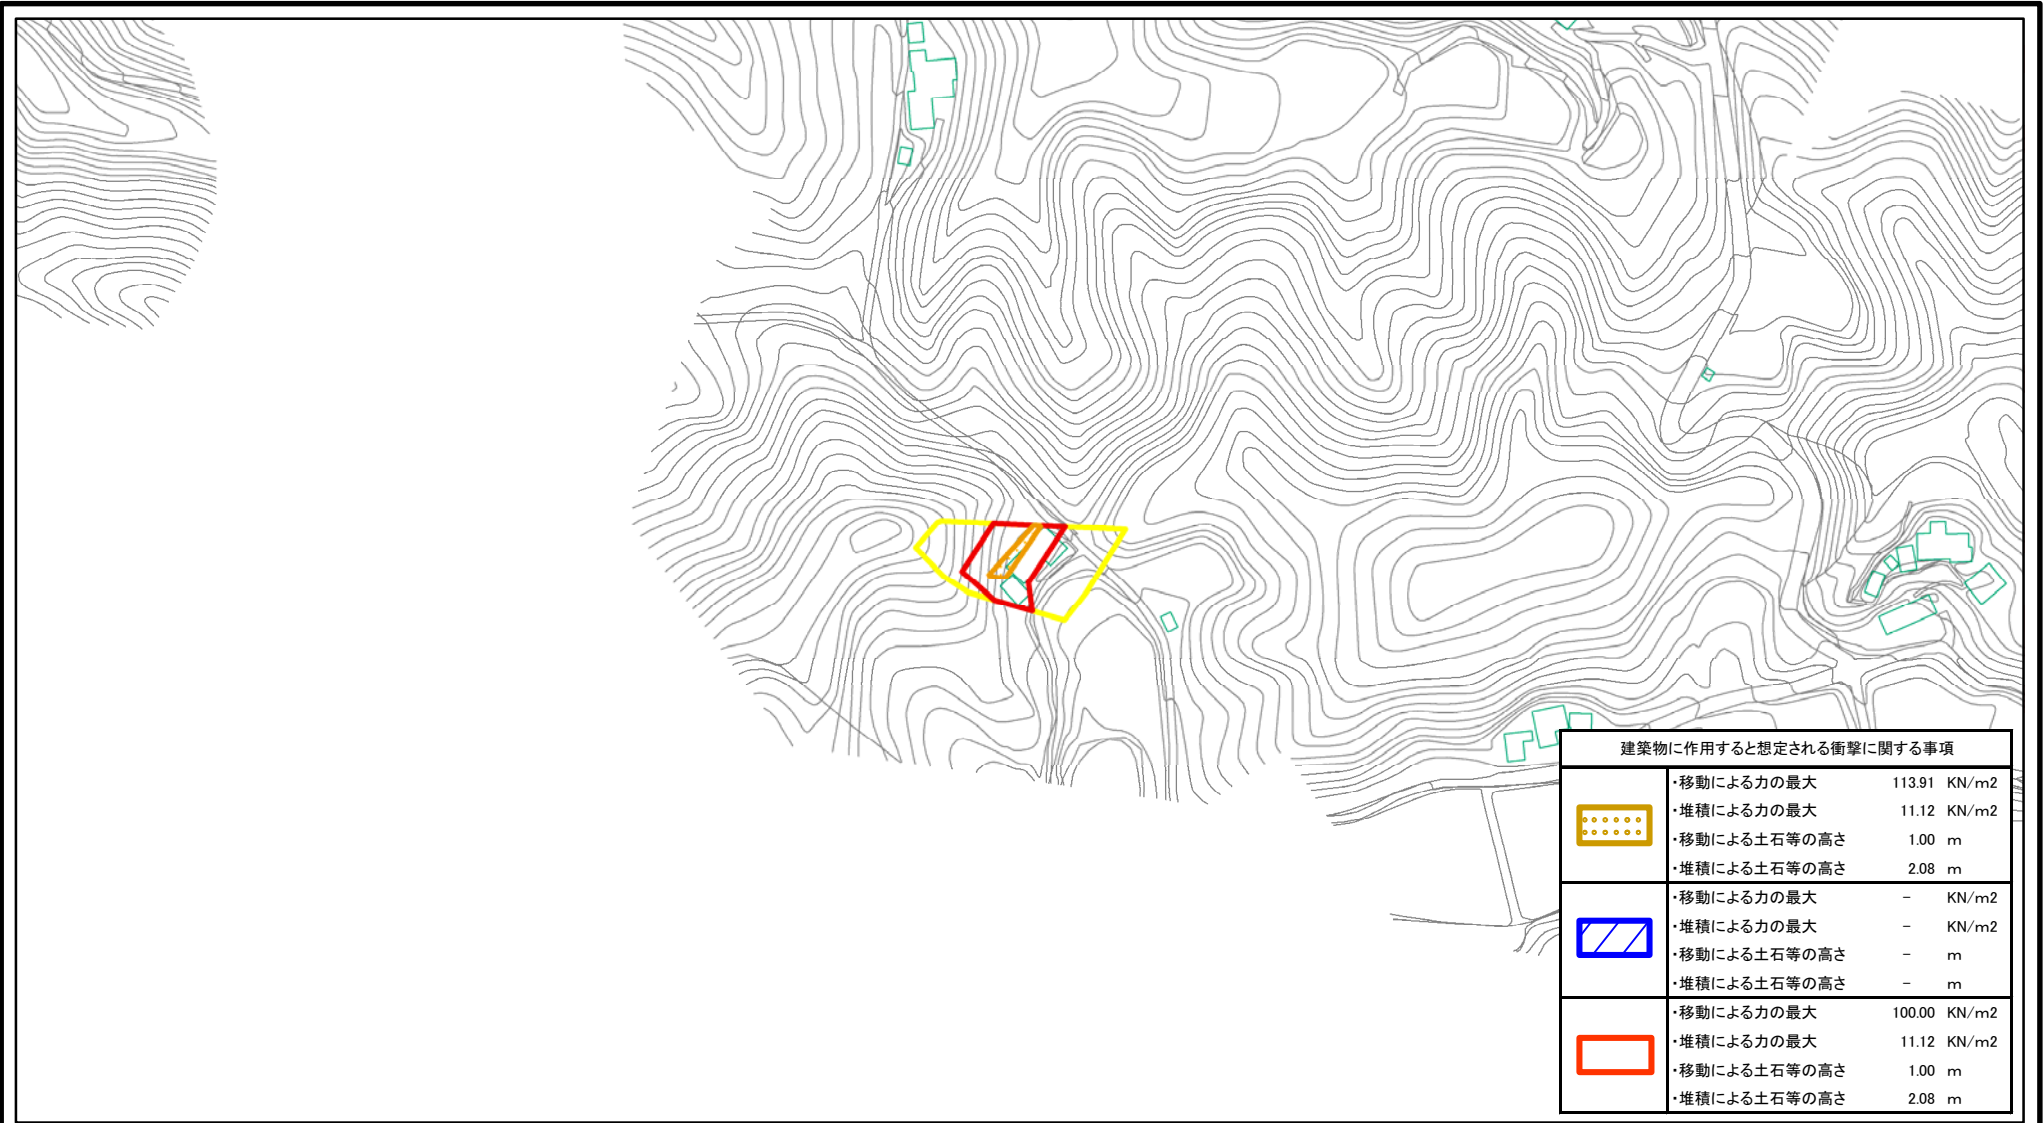 建築物に作用すると想定される衝撃に関する事項
・移動による力の最大 113.91 KN/m2
・堆積による力の最大 11.12 KN/m2
・移動による土石等の高さ 1.00 m
・堆積による土石等の高さ 2.08 m
・移動による力の最大 - KN/m2
・堆積による力の最大 - KN/m2
・移動による土石等の高さ - m
・堆積による土石等の高さ - m
・移動による力の最大 100.00 KN/m2
・堆積による力の最大 11.12 KN/m2
・移動による土石等の高さ 1.00 m
・堆積による土石等の高さ 2.08 m